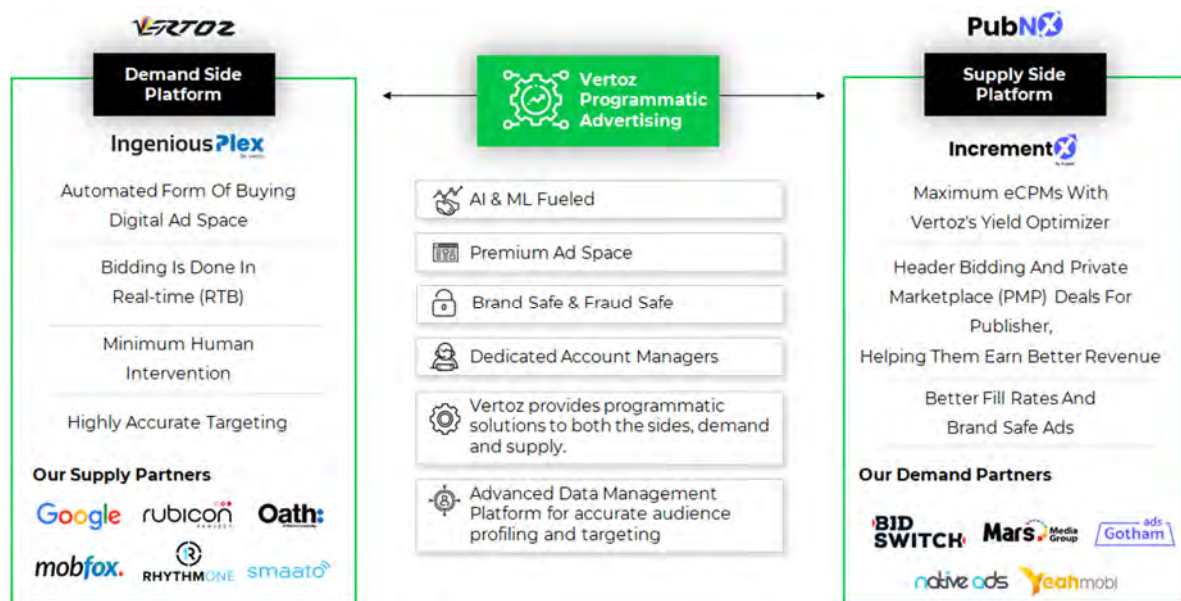 VERTOZ
Demand Side
Platform
IngeniousPlex
Automated Form Of Buying
Digital Ad Space
Bidding Is Done In
Real-time (RTB)
Minimum Human
Intervention
Highly Accurate Targeting
Our Supply Partners
Google
rubicon
PROJECT
Oath:
mobfox.
RHYTHMONE
smaato
Vertoz
Programmatic
Advertising
AI & ML Fueled
Premium Ad Space
Brand Safe & Fraud Safe
Dedicated Account Managers
Vertoz provides programmatic
solutions to both the sides, demand
and supply.
Advanced Data Management
Platform for accurate audience
profiling and targeting
PubNX
Supply Side
Platform
IncrementX
Maximum eCPMs With
Vertoz's Yield Optimizer
Header Bidding And Private
Marketplace (PMP) Deals For
Publisher,
Helping Them Earn Better Revenue
Better Fill Rates And
Brand Safe Ads
Our Demand Partners
BID
SWITCH
Mars Media
Group
ads
Gotham
native ads
Yeahmobi